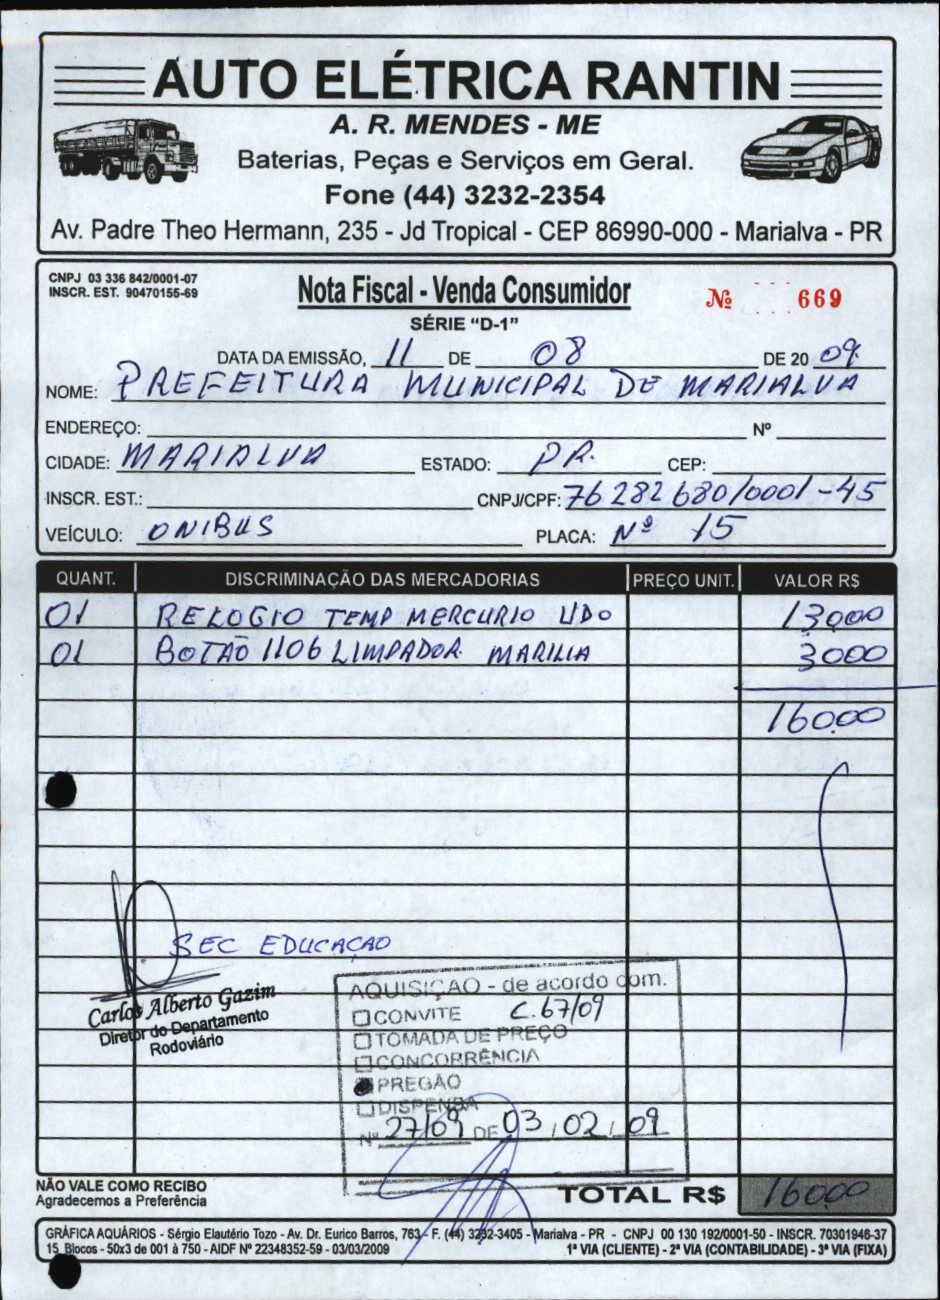 AUTO ELÉTRICA RANTIN
A. R. MENDES - ME
Baterias, Peças e Serviços em Geral.
Fone (44) 3232-2354
Av. Padre Theo Hermann, 235 - Jd Tropical - CEP 86990-000 - Marialva - PR
CNPJ 03 336 842/0001-07
INSCR. EST. 90470155-69
Nota Fiscal - Venda Consumidor
Nº 669
SÉRIE "D-1"
DATA DA EMISSÃO, 11 DE 08 DE 2009
NOME: PREFEITURA MUNICIPAL DE MARIALVA
ENDEREÇO: Nº
CIDADE: MARIALVA ESTADO: PR. CEP:
INSCR. EST.: CNPJ/CPF: 76 282 680/0001-45
VEÍCULO: ONIBUS PLACA: Nº 15
QUANT. DISCRIMINAÇÃO DAS MERCADORIAS PREÇO UNIT. VALOR R$
01 RELOGIO TEMP MERCURIO UDO 130,00
01 BOTÃO 1106 LIMPADOR MARILIA 3000
160.00
SEC EDUCAÇAO
Carlos Alberto Gazim
Diretor do Departamento
Rodoviário
AQUISIÇÃO - de acordo com.
CONVITE C.67/09
TOMADA DE PREÇO
CONCORRÊNCIA
PREGÃO
DISPENSA
Nº 27/09 DE 03/02/09
NÃO VALE COMO RECIBO
Agradecemos a Preferência
TOTAL R$ 160.00
GRÁFICA AQUÁRIOS - Sérgio Elautério Tozo - Av. Dr. Eurico Barros, 763 - F. (44) 3232-3405 - Marialva - PR - CNPJ 00 130 192/0001-50 - INSCR. 70301946-37
15 Blocos - 50x3 de 001 à 750 - AIDF Nº 22348352-59 - 03/03/2009
1ª VIA (CLIENTE) - 2ª VIA (CONTABILIDADE) - 3ª VIA (FIXA)